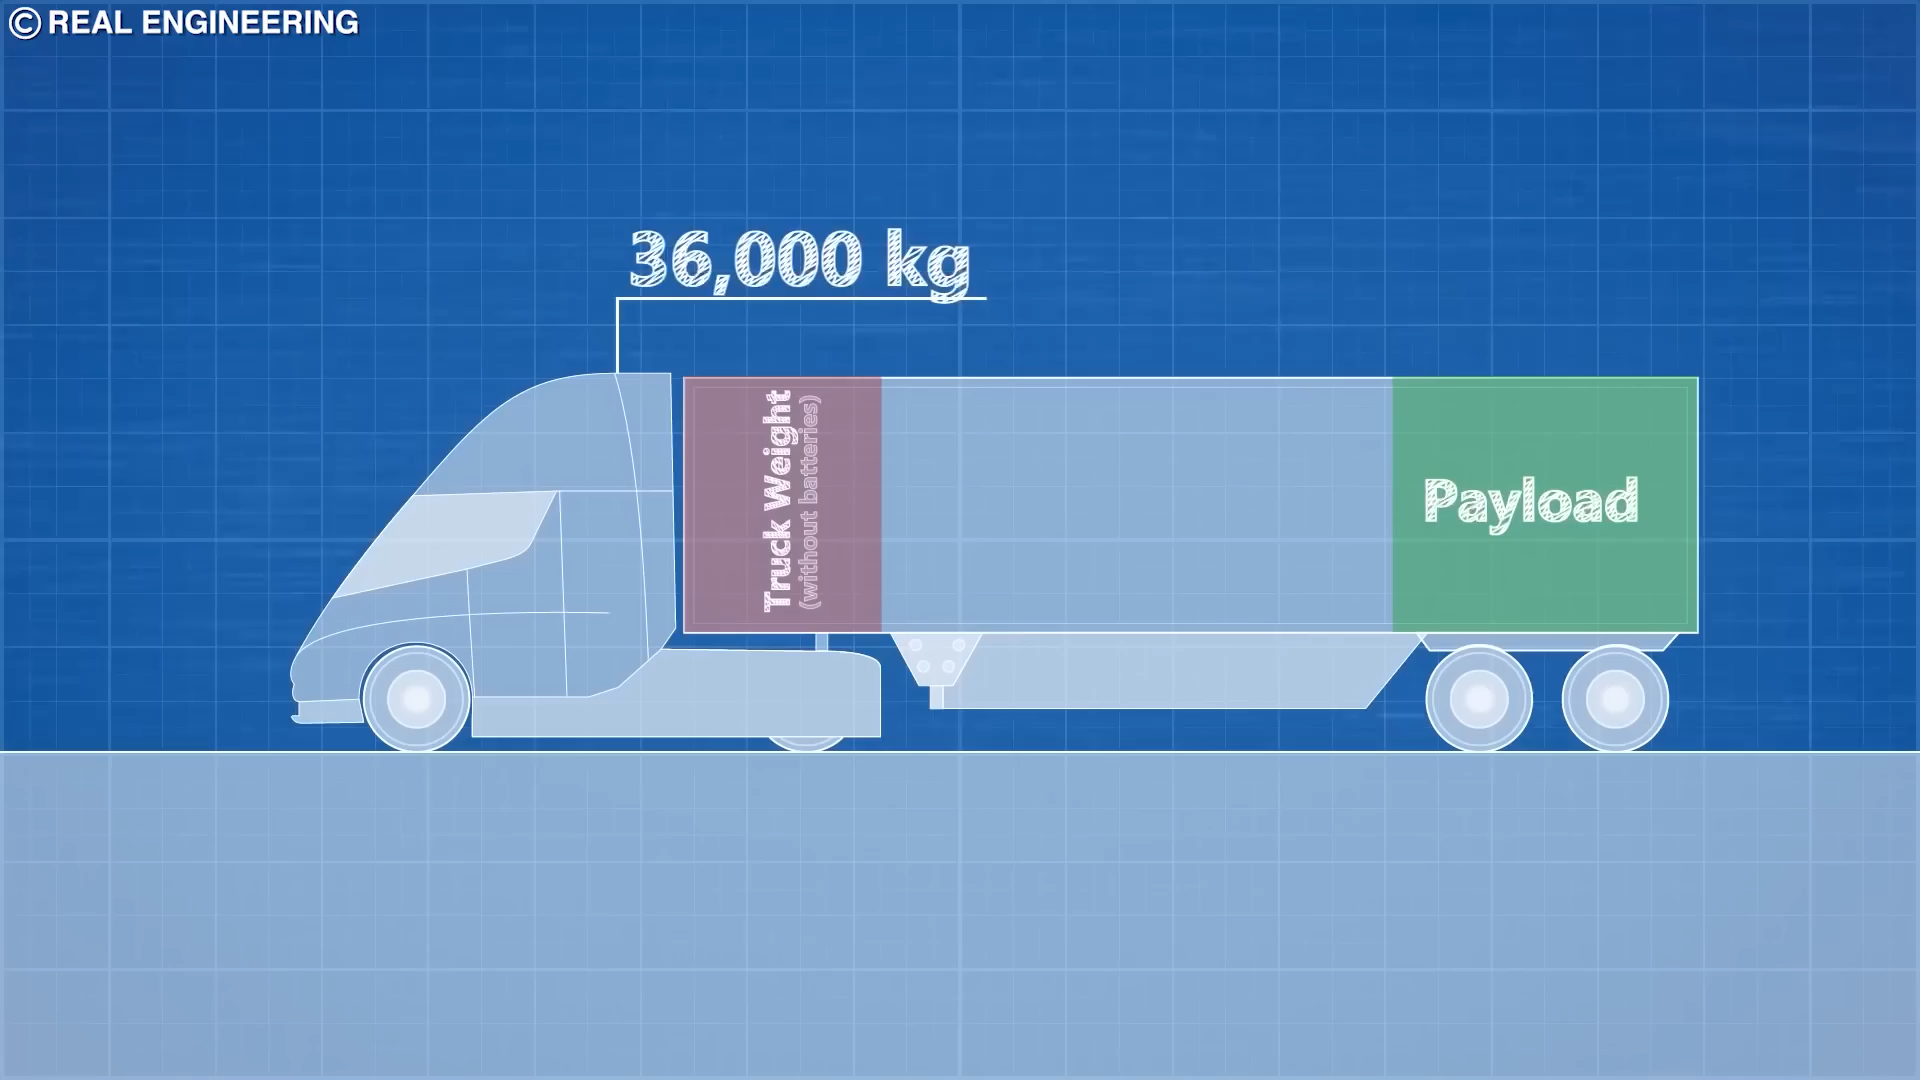 © REAL ENGINEERING
36,000 kg
Truck Weight
(without batteries)
Payload